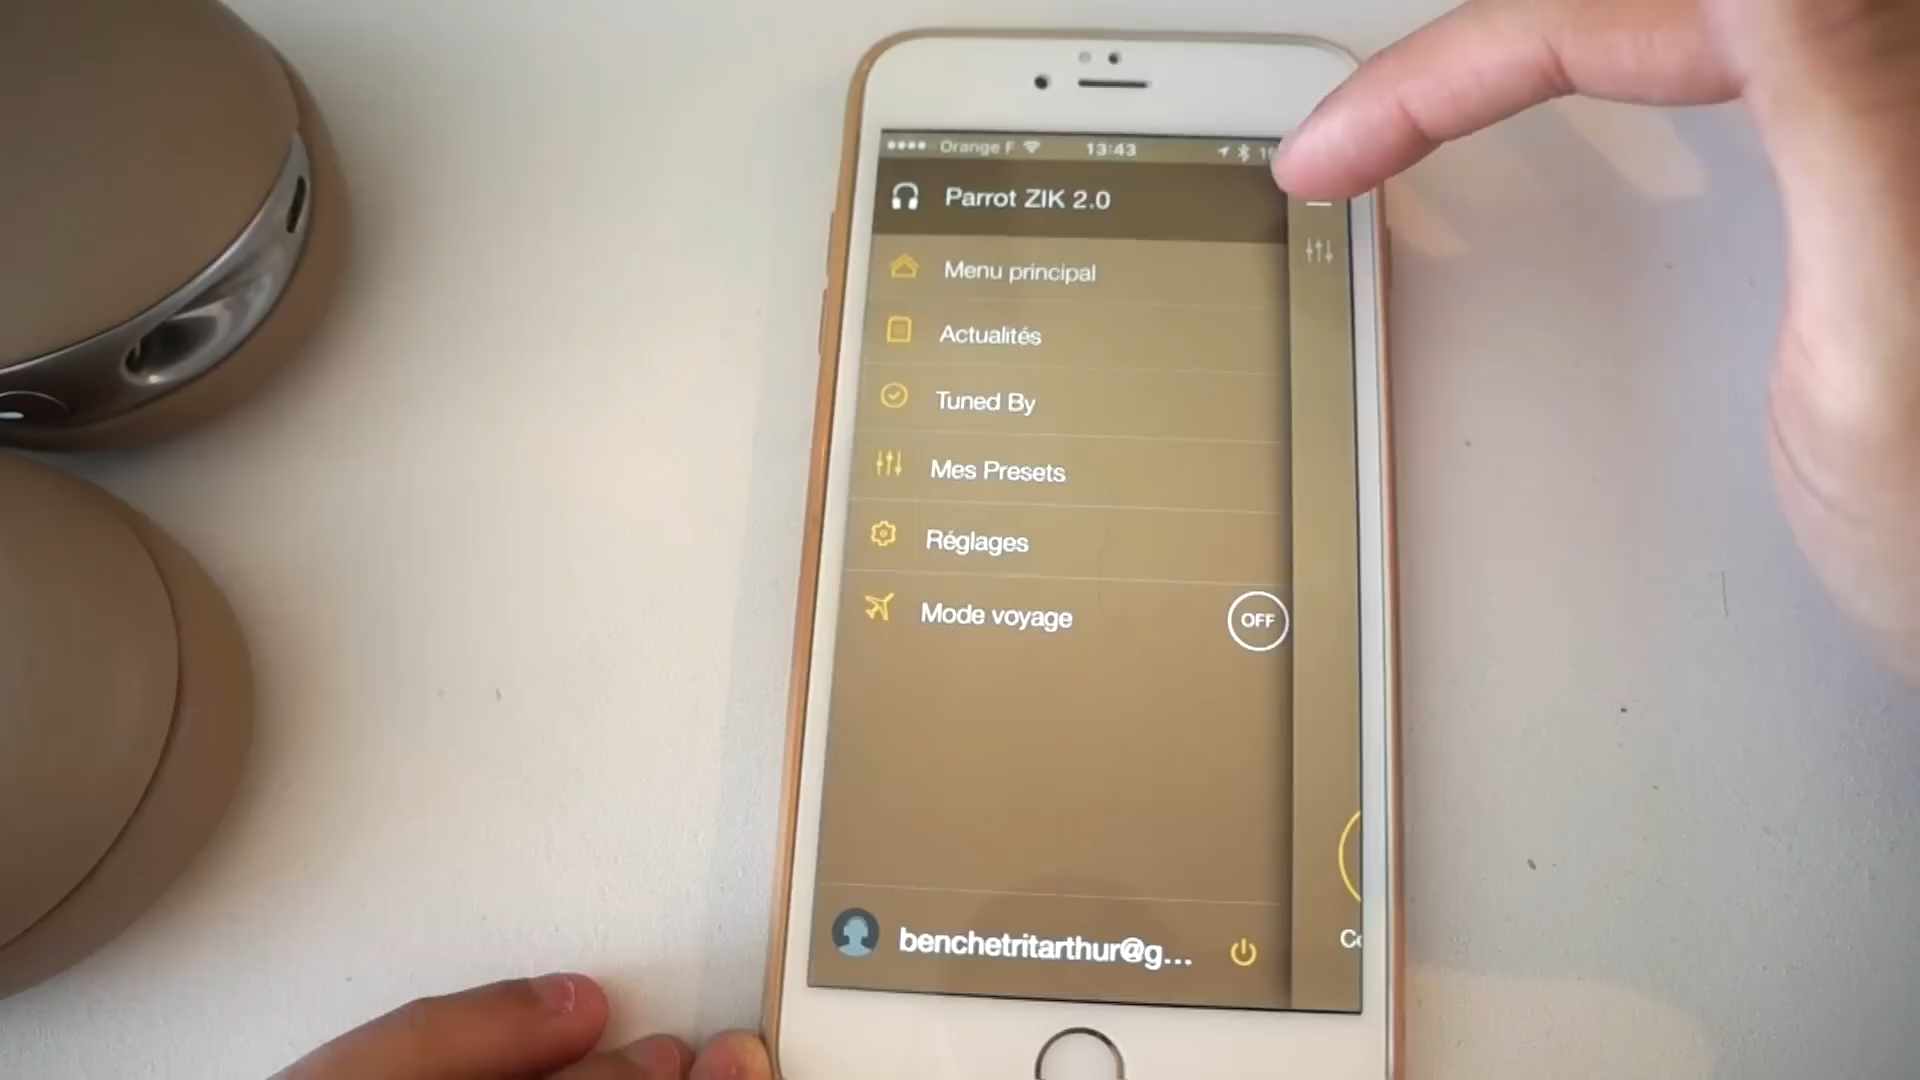 Orange F 13:43
Parrot ZIK 2.0
Menu principal
Actualités
Tuned By
Mes Presets
Réglages
Mode voyage OFF
benchetritarthur@g...